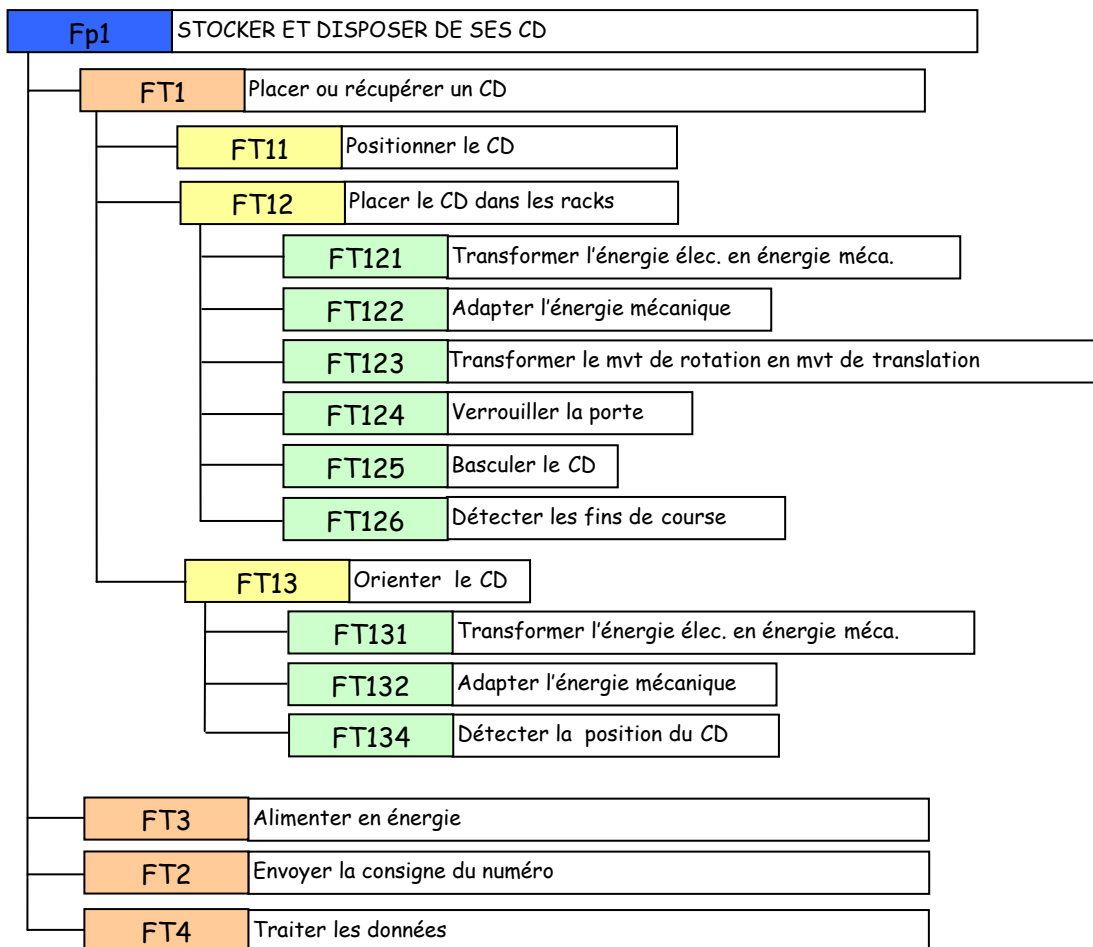 Fp1 STOCKER ET DISPOSER DE SES CD
FT1 Placer ou récupérer un CD
FT11 Positionner le CD
FT12 Placer le CD dans les racks
FT121 Transformer l'énergie élec. en énergie méca.
FT122 Adapter l'énergie mécanique
FT123 Transformer le mvt de rotation en mvt de translation
FT124 Verrouiller la porte
FT125 Basculer le CD
FT126 Détecter les fins de course
FT13 Orienter le CD
FT131 Transformer l'énergie élec. en énergie méca.
FT132 Adapter l'énergie mécanique
FT134 Détecter la position du CD
FT3 Alimenter en énergie
FT2 Envoyer la consigne du numéro
FT4 Traiter les données